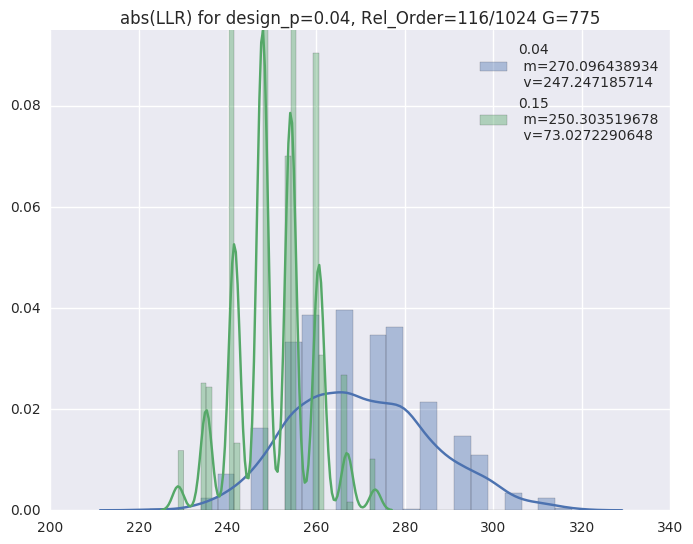 abs(LLR) for design_p=0.04, Rel_Order=116/1024 G=775
0.04
m=270.096438934
v=247.247185714
0.15
m=250.303519678
v=73.0272290648
0.08
0.06
0.04
0.02
0.00
200 220 240 260 280 300 320 340